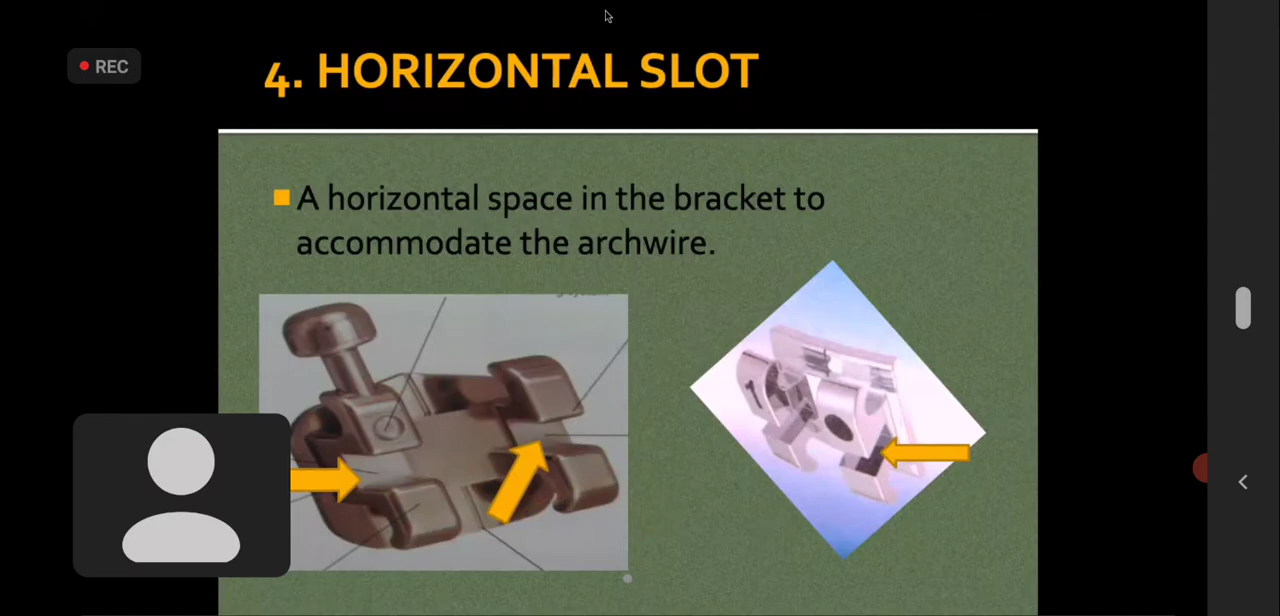 REC
4. HORIZONTAL SLOT
A horizontal space in the bracket to
accommodate the archwire.